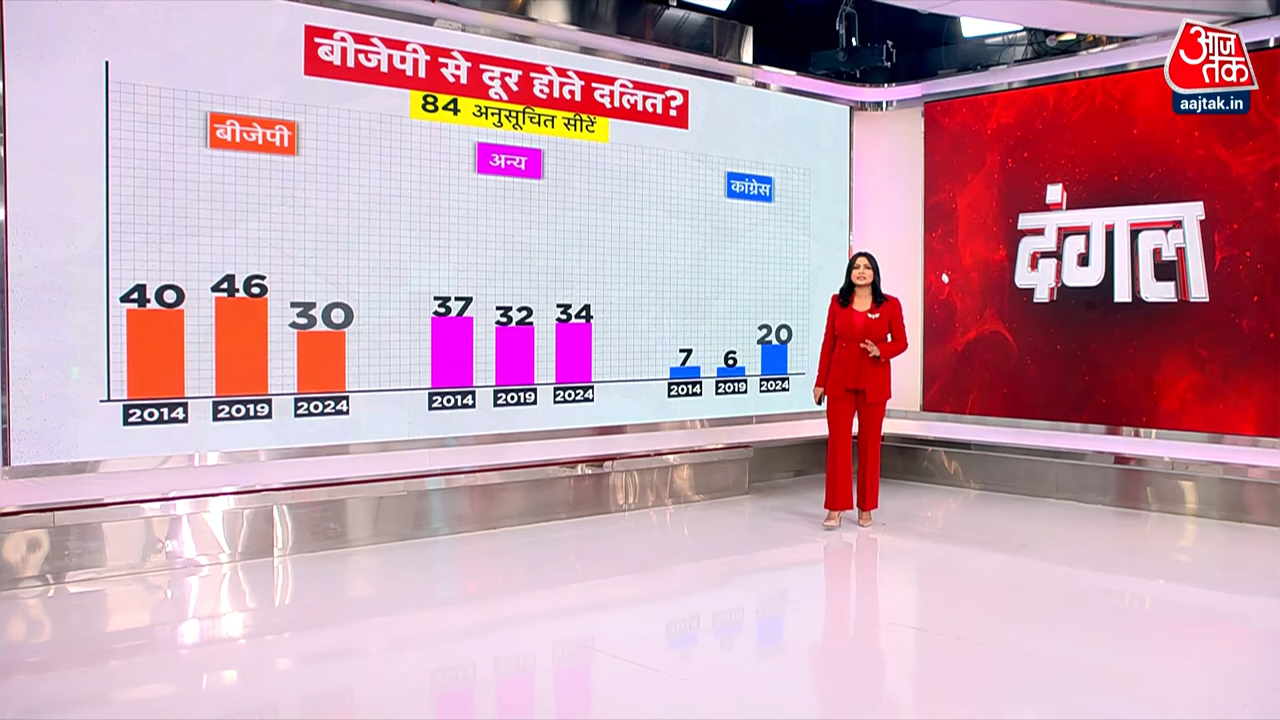 बीजेपी से दूर होते दलित?
84 अनुसूचित सीटें
बीजेपी
अन्य
कांग्रेस
40 46 30
37 32 34
7 6 20
2014 2019 2024
2014 2019 2024
2014 2019 2024
दंगल
आज
तक
aajtak.in